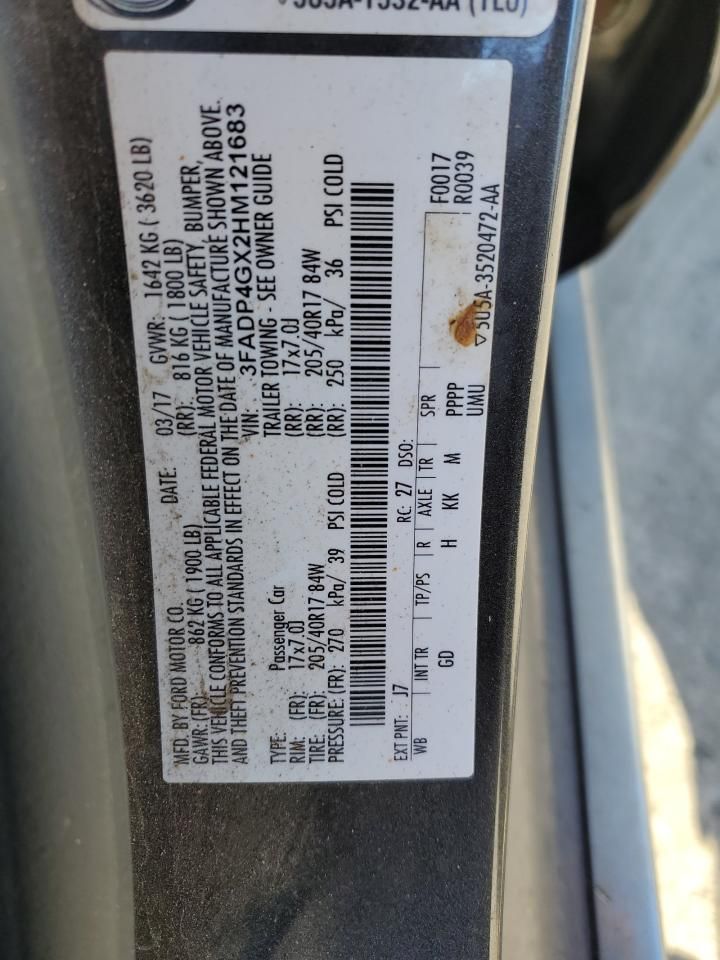 5U5A-1532-AA (TLU)
MFD. BY FORD MOTOR CO.
DATE: 03/17 GVWR: 1642 KG ( 3620 LB)
GAWR: (FR) 862 KG ( 1900 LB) (RR): 816 KG ( 1800 LB)
THIS VEHICLE CONFORMS TO ALL APPLICABLE FEDERAL MOTOR VEHICLE SAFETY, BUMPER,
AND THEFT PREVENTION STANDARDS IN EFFECT ON THE DATE OF MANUFACTURE SHOWN ABOVE.
VIN: 3FADP4GX2HM121683
TYPE: Passenger Car TRAILER TOWING - SEE OWNER GUIDE
RIM: (FR): 17x7.0J (RR): 17x7.0J
TIRE: (FR): 205/40R17 84W (RR): 205/40R17 84W
PRESSURE: (FR): 270 kPa/ 39 PSI COLD (RR): 250 kPa/ 36 PSI COLD
EXT PNT: J7 RC: 27 DSO: F0017
WB INT TR TP/PS R AXLE TR SPR R0039
GD H KK M PPPP
UMU ▽5U5A-3520472-AA